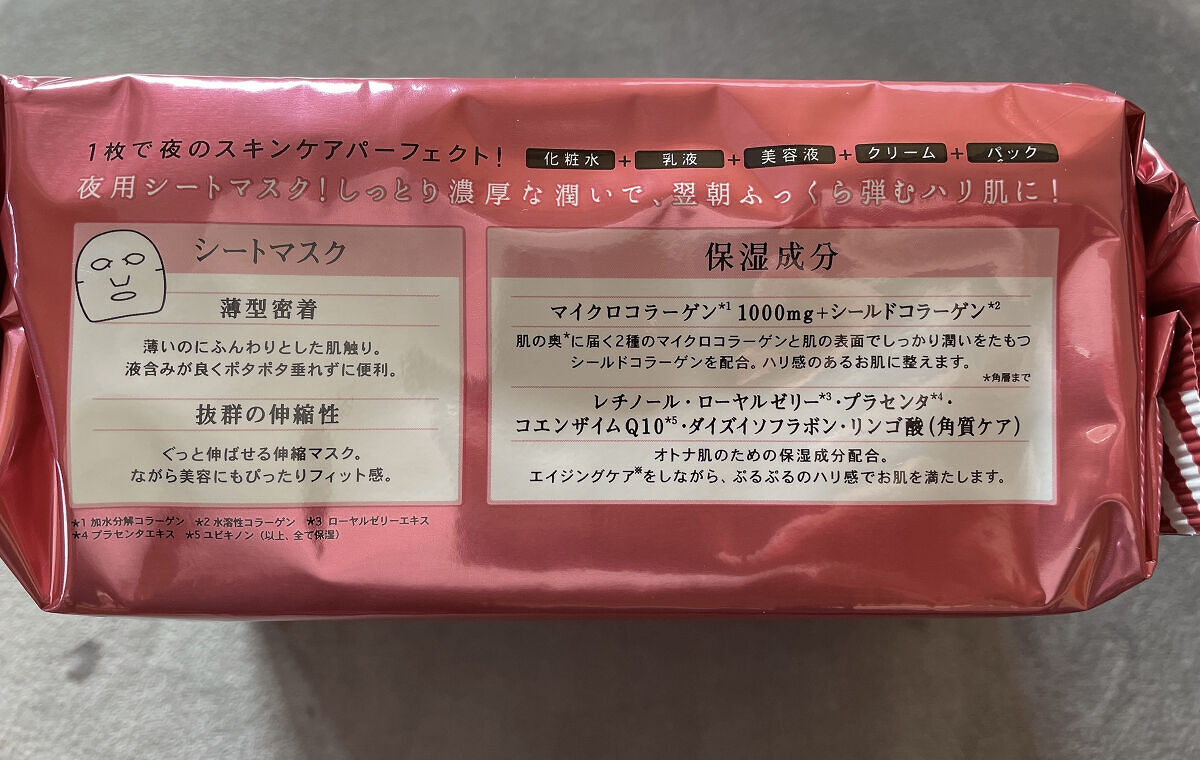 1枚で夜のスキンケアパーフェクト! 化粧水+乳液+美容液+クリーム+パック
夜用シートマスク!しっとり濃厚な潤いで、翌朝ふっくら弾むハリ肌に!
シートマスク
薄型密着
薄いのにふんわりとした肌触り。
液含みが良くポタポタ垂れずに便利。
抜群の伸縮性
ぐっと伸ばせる伸縮マスク。
ながら美容にもぴったりフィット感。
保湿成分
マイクロコラーゲン*1 1000mg+シールドコラーゲン*2
肌の奥*に届く2種のマイクロコラーゲンと肌の表面でしっかり潤いをたもつ
シールドコラーゲンを配合。ハリ感のあるお肌に整えます。
*角層まで
レチノール・ローヤルゼリー*3・プラセンタ*4・
コエンザイムQ10*5・ダイズイソフラボン・リンゴ酸(角質ケア)
オトナ肌のための保湿成分配合。
エイジングケア※をしながら、ぷるぷるのハリ感でお肌を満たします。
*1 加水分解コラーゲン *2 水溶性コラーゲン *3 ローヤルゼリーエキス
*4 プラセンタエキス *5 ユビキノン(以上、全て保湿)